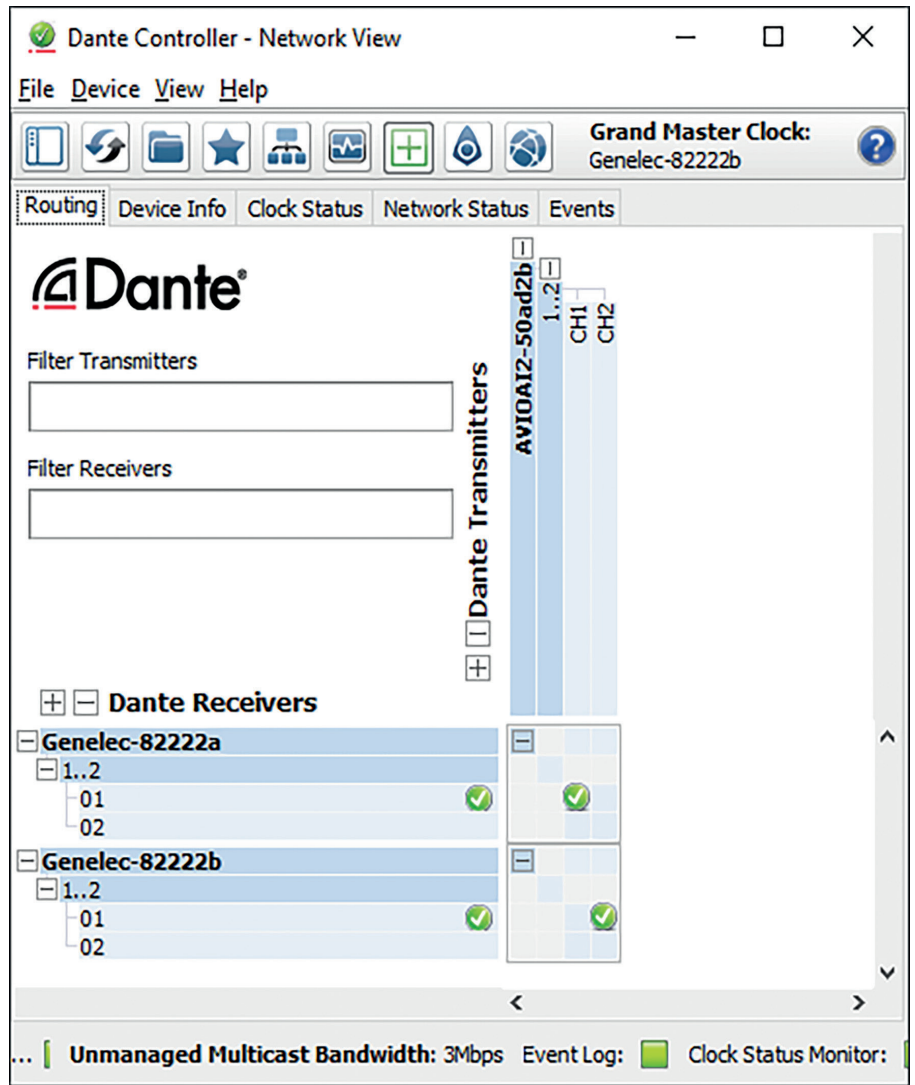 Dante Controller - Network View
File Device View Help
Grand Master Clock:
Genelec-82222b
Routing Device Info Clock Status Network Status Events
Dante®
Filter Transmitters
Filter Receivers
Dante Transmitters
AVIOAI2-50ad2b
1..2
CH1
CH2
Dante Receivers
Genelec-82222a
1..2
01
02
Genelec-82222b
1..2
01
02
... Unmanaged Multicast Bandwidth: 3Mbps Event Log: Clock Status Monitor: